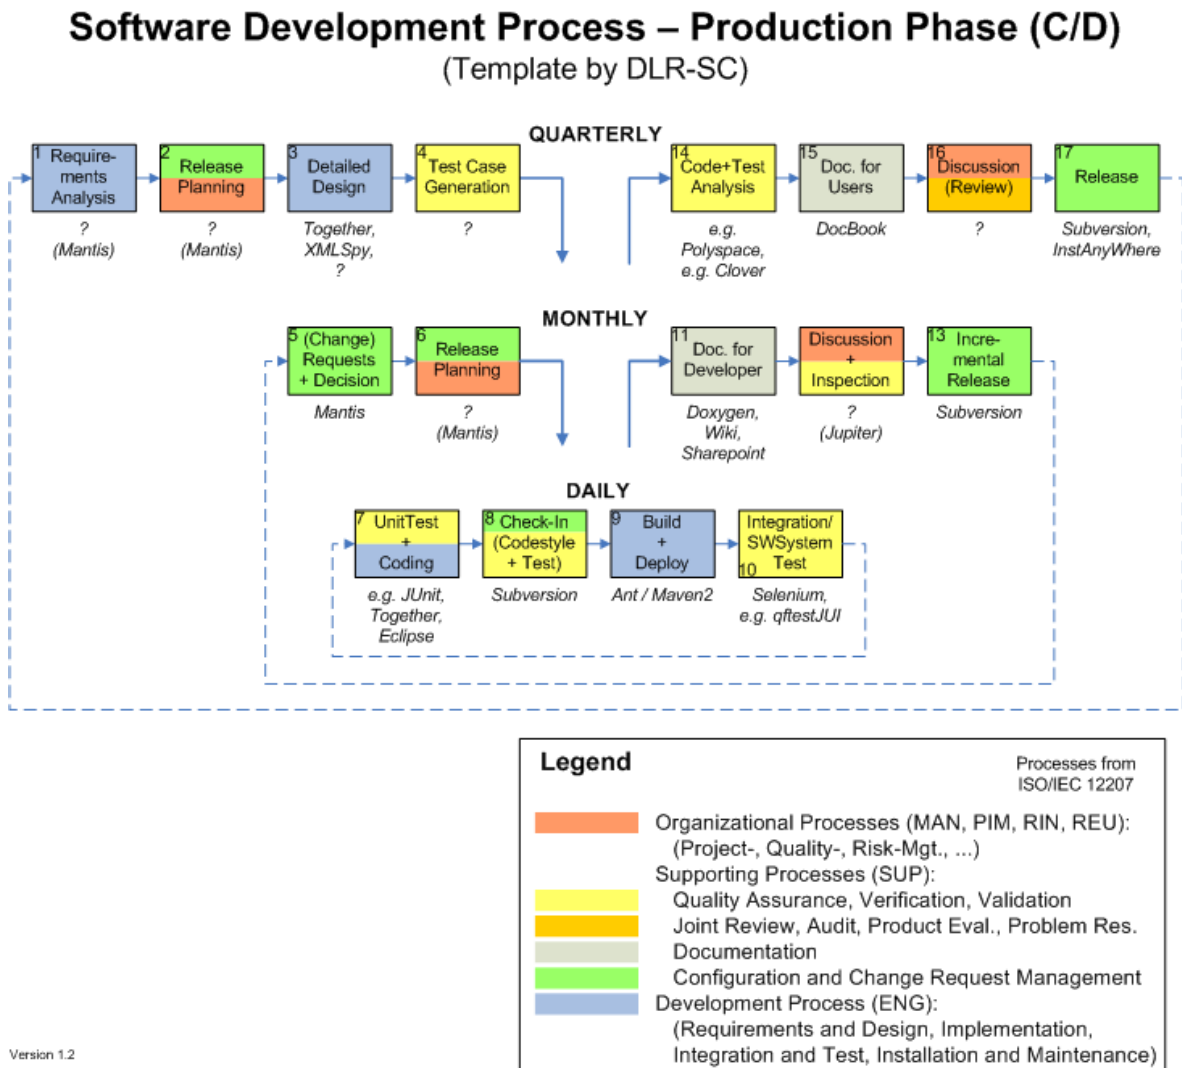 Software Development Process – Production Phase (C/D)
(Template by DLR-SC)
QUARTERLY
1 Require-
ments
Analysis
?
(Mantis)
2
Release
Planning
?
(Mantis)
3
Detailed
Design
Together,
XMLSpy,
?
4
Test Case
Generation
?
14
Code+Test
Analysis
e.g.
Polyspace,
e.g. Clover
15
Doc. for
Users
DocBook
16
Discussion
(Review)
?
17
Release
Subversion,
InstAnyWhere
MONTHLY
5 (Change)
Requests
+ Decision
Mantis
6
Release
Planning
?
(Mantis)
11
Doc. for
Developer
Doxygen,
Wiki,
Sharepoint
Discussion
+
Inspection
?
(Jupiter)
13 Incre-
mental
Release
Subversion
DAILY
7 UnitTest
+
Coding
e.g. JUnit,
Together,
Eclipse
8 Check-In
(Codestyle
+ Test)
Subversion
9 Build
+
Deploy
Ant / Maven2
Integration/
SWSystem
10 Test
Selenium,
e.g. qftestJUI
Legend
Processes from
ISO/IEC 12207
Organizational Processes (MAN, PIM, RIN, REU):
(Project-, Quality-, Risk-Mgt., ...)
Supporting Processes (SUP):
Quality Assurance, Verification, Validation
Joint Review, Audit, Product Eval., Problem Res.
Documentation
Configuration and Change Request Management
Development Process (ENG):
(Requirements and Design, Implementation,
Integration and Test, Installation and Maintenance)
Version 1.2